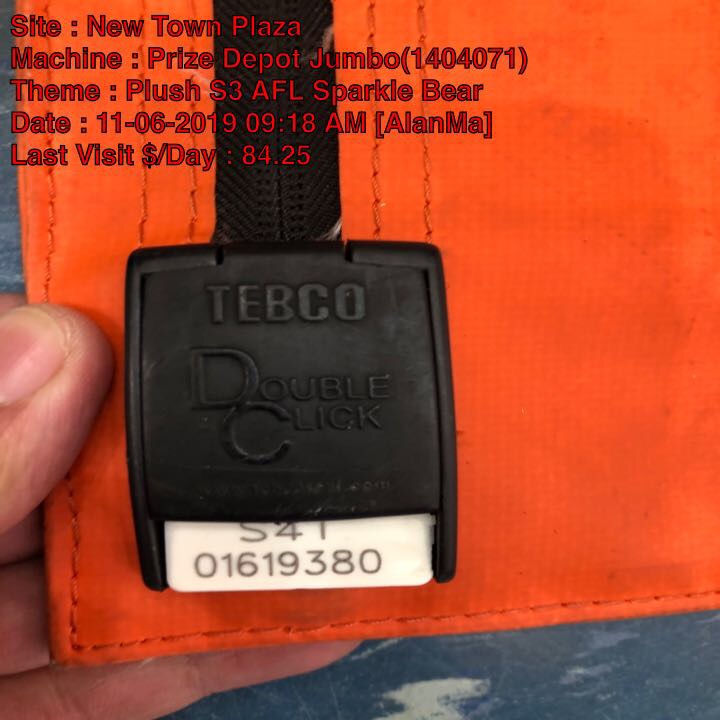 Site : New Town Plaza
Machine : Prize Depot Jumbo(1404071)
Theme : Plush S3 AFL Sparkle Bear
Date : 11-06-2019 09:18 AM [AlanMa]
Last Visit $/Day : 84.25
TEBCO
DOUBLE
CLICK
S4T
01619380